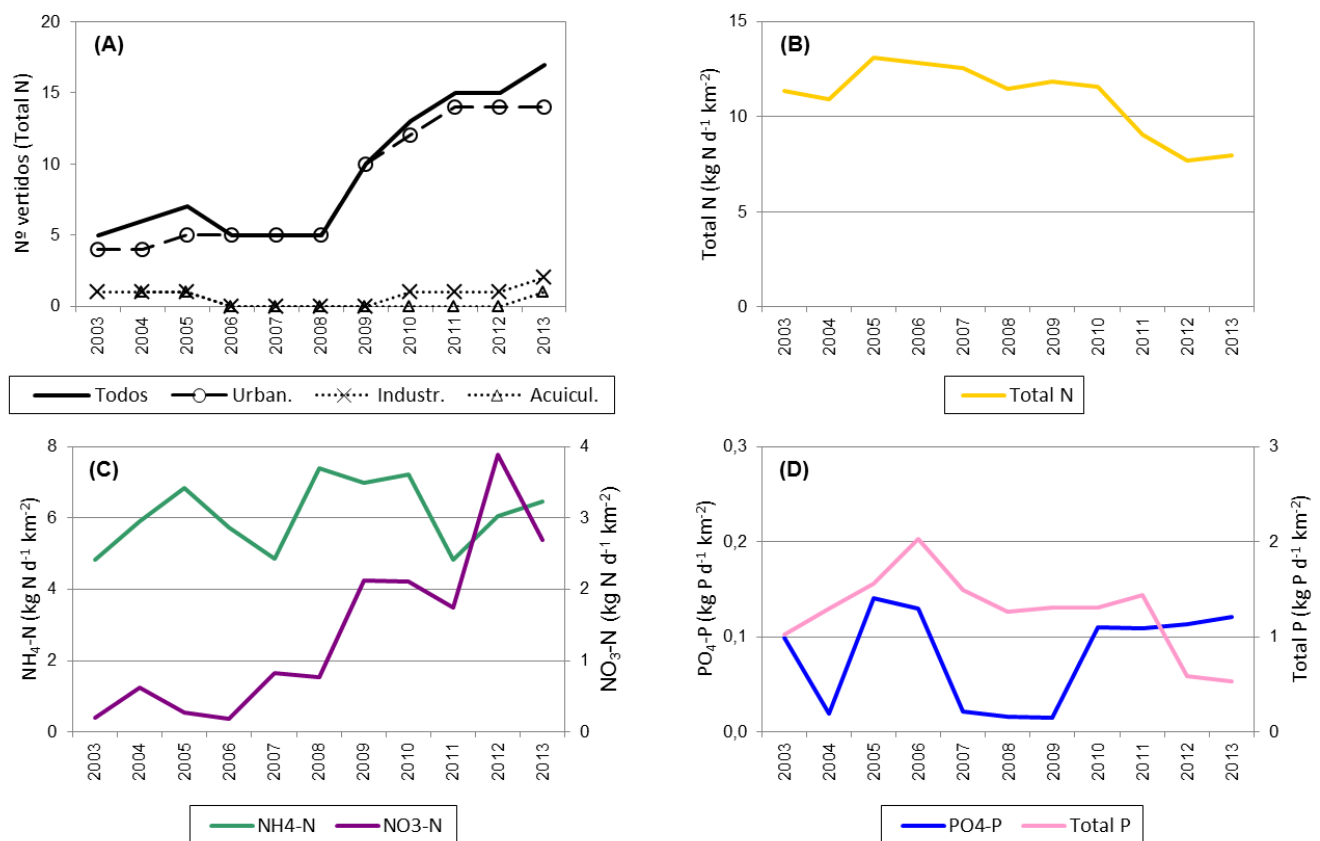 (A)
Nº vertidos (Total N)
20
15
10
5
0
2003 2004 2005 2006 2007 2008 2009 2010 2011 2012 2013
Todos Urban. Industr. Acuicul.
(B)
Total N (kg N d⁻¹ km⁻²)
15
10
5
0
2003 2004 2005 2006 2007 2008 2009 2010 2011 2012 2013
Total N
(C)
NH₄-N (kg N d⁻¹ km⁻²)
8
6
4
2
0
4
3
2
1
0
NO₃-N (kg N d⁻¹ km⁻²)
2003 2004 2005 2006 2007 2008 2009 2010 2011 2012 2013
NH4-N NO3-N
(D)
PO₄-P (kg P d⁻¹ km⁻²)
0,3
0,2
0,1
0,0
3
2
1
0
Total P (kg P d⁻¹ km⁻²)
2003 2004 2005 2006 2007 2008 2009 2010 2011 2012 2013
PO4-P Total P